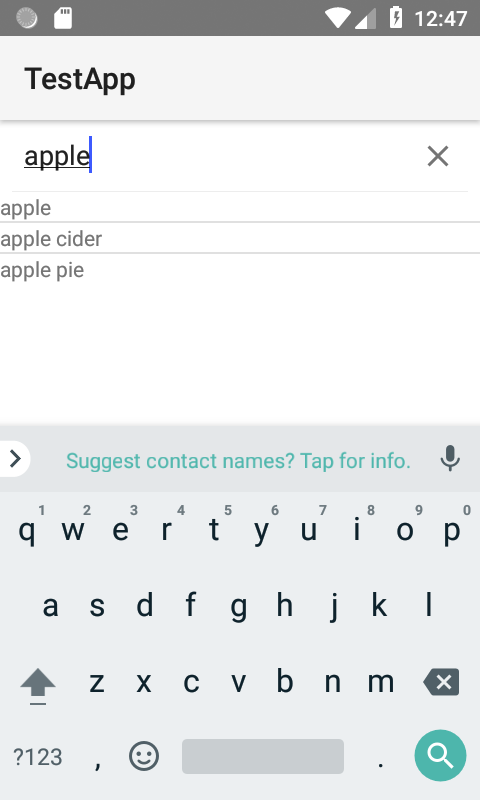 12:47
TestApp
apple
apple
apple cider
apple pie
Suggest contact names? Tap for info.
1 2 3 4 5 6 7 8 9 0
q w e r t y u i o p
a s d f g h j k l
z x c v b n m
?123 , .